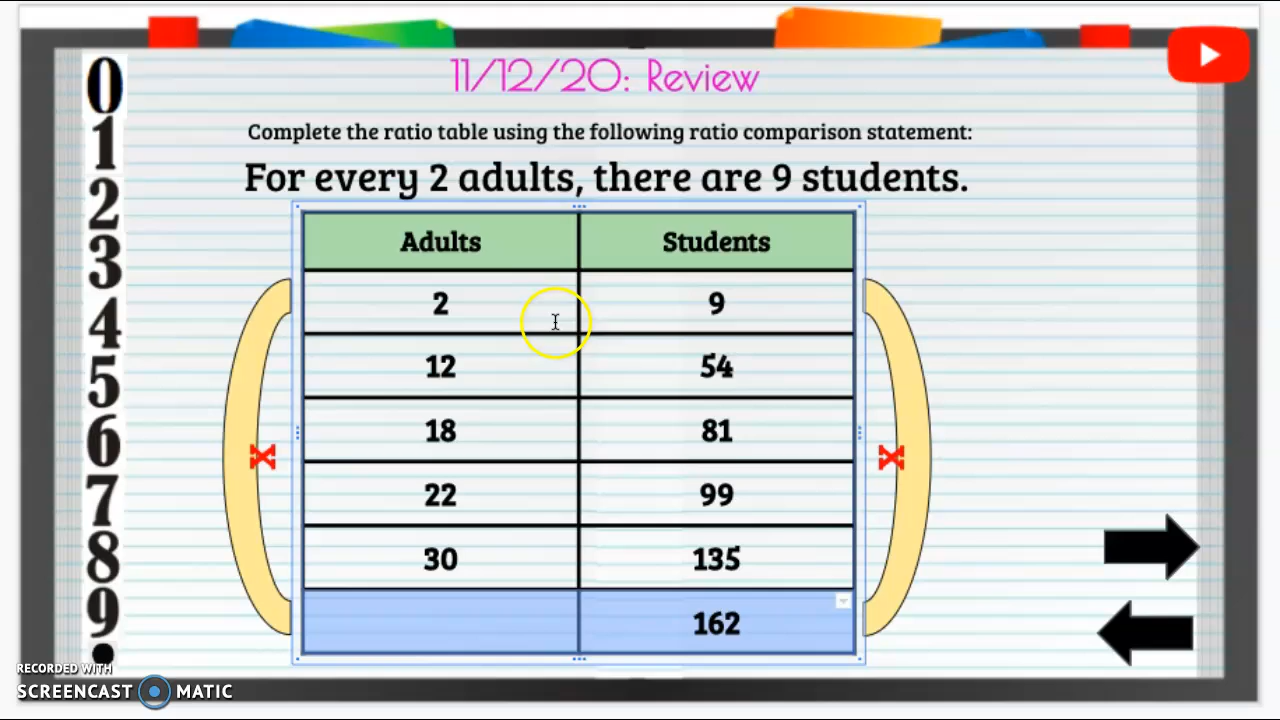 11/12/20: Review
Complete the ratio table using the following ratio comparison statement:
For every 2 adults, there are 9 students.
Adults Students
2 9
12 54
18 81
22 99
30 135
162
x
x
0
1
2
3
4
5
6
7
8
9
.
RECORDED WITH
SCREENCAST MATIC